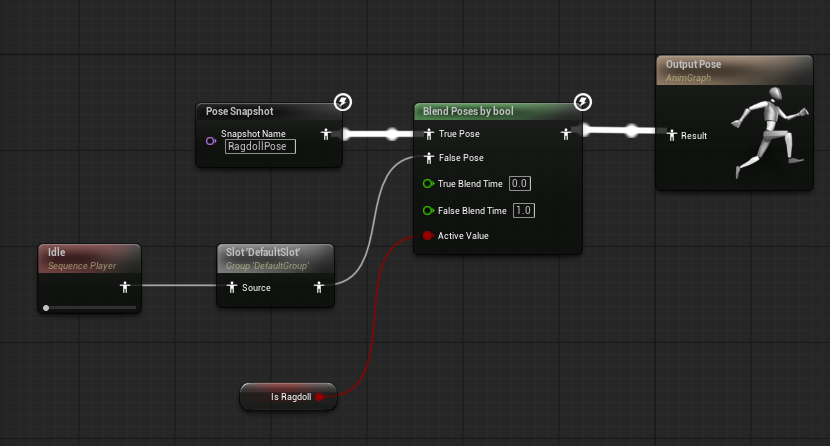 Output Pose
AnimGraph
Result
Pose Snapshot
Snapshot Name
RagdollPose
Blend Poses by bool
True Pose
False Pose
True Blend Time 0.0
False Blend Time 1.0
Active Value
Idle
Sequence Player
Slot 'DefaultSlot'
Group 'DefaultGroup'
Source
Is Ragdoll